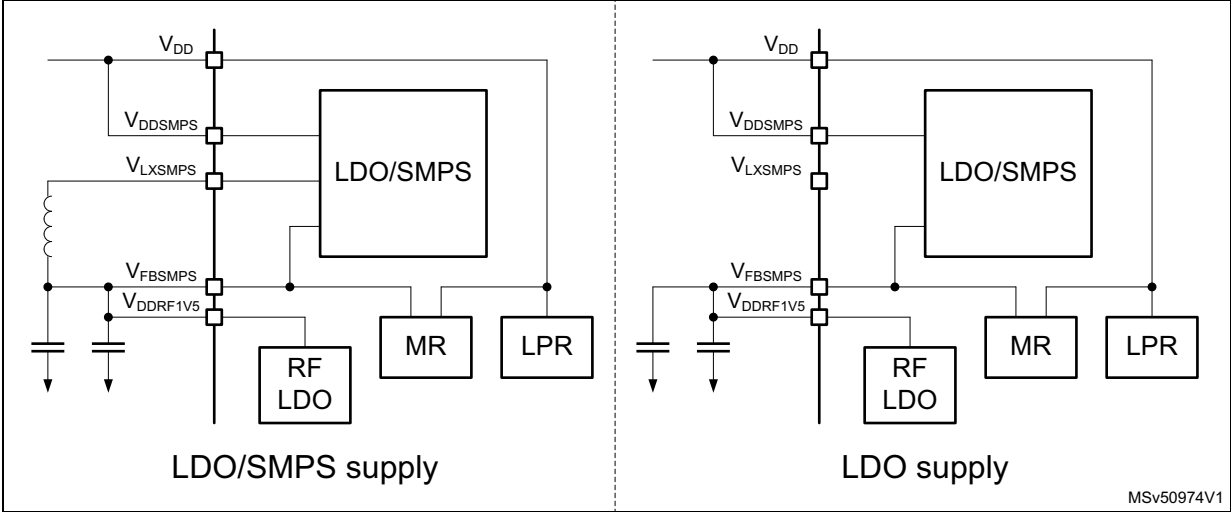 VDD
VDDSMPS
VLXSMPS
LDO/SMPS
VFBSMPS
VDDRF1V5
RF
LDO
MR
LPR
LDO/SMPS supply
VDD
VDDSMPS
VLXSMPS
LDO/SMPS
VFBSMPS
VDDRF1V5
RF
LDO
MR
LPR
LDO supply
MSv50974V1